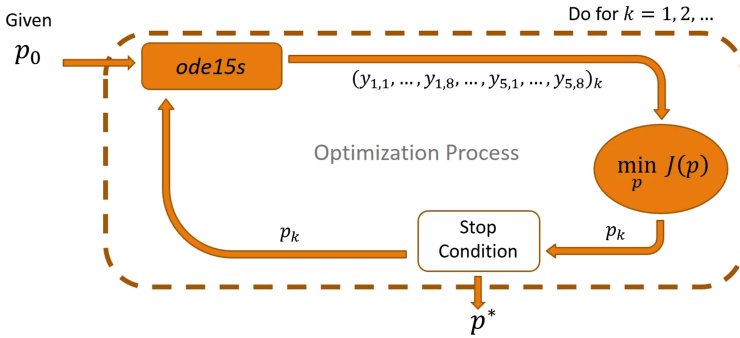 Given
p₀
Do for k = 1, 2, …
ode15s
(y₁,₁, … , y₁,₈, … , y₅,₁, … , y₅,₈)ₖ
Optimization Process
min J(p)
p
Stop
Condition
pₖ
pₖ
p*